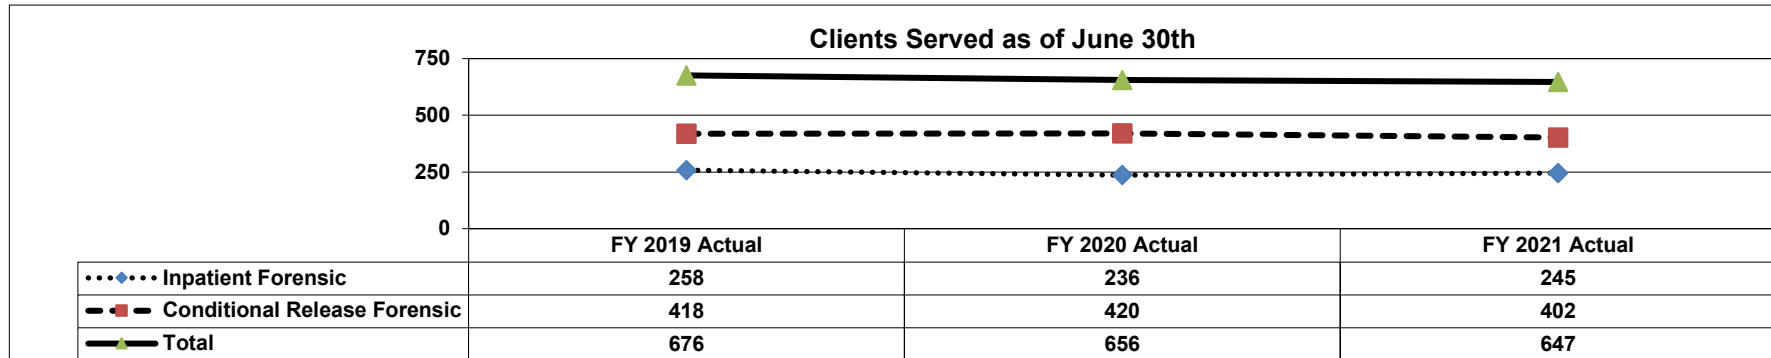 Clients Served as of June 30th
750
500
250
0
FY 2019 Actual FY 2020 Actual FY 2021 Actual
Inpatient Forensic 258 236 245
Conditional Release Forensic 418 420 402
Total 676 656 647